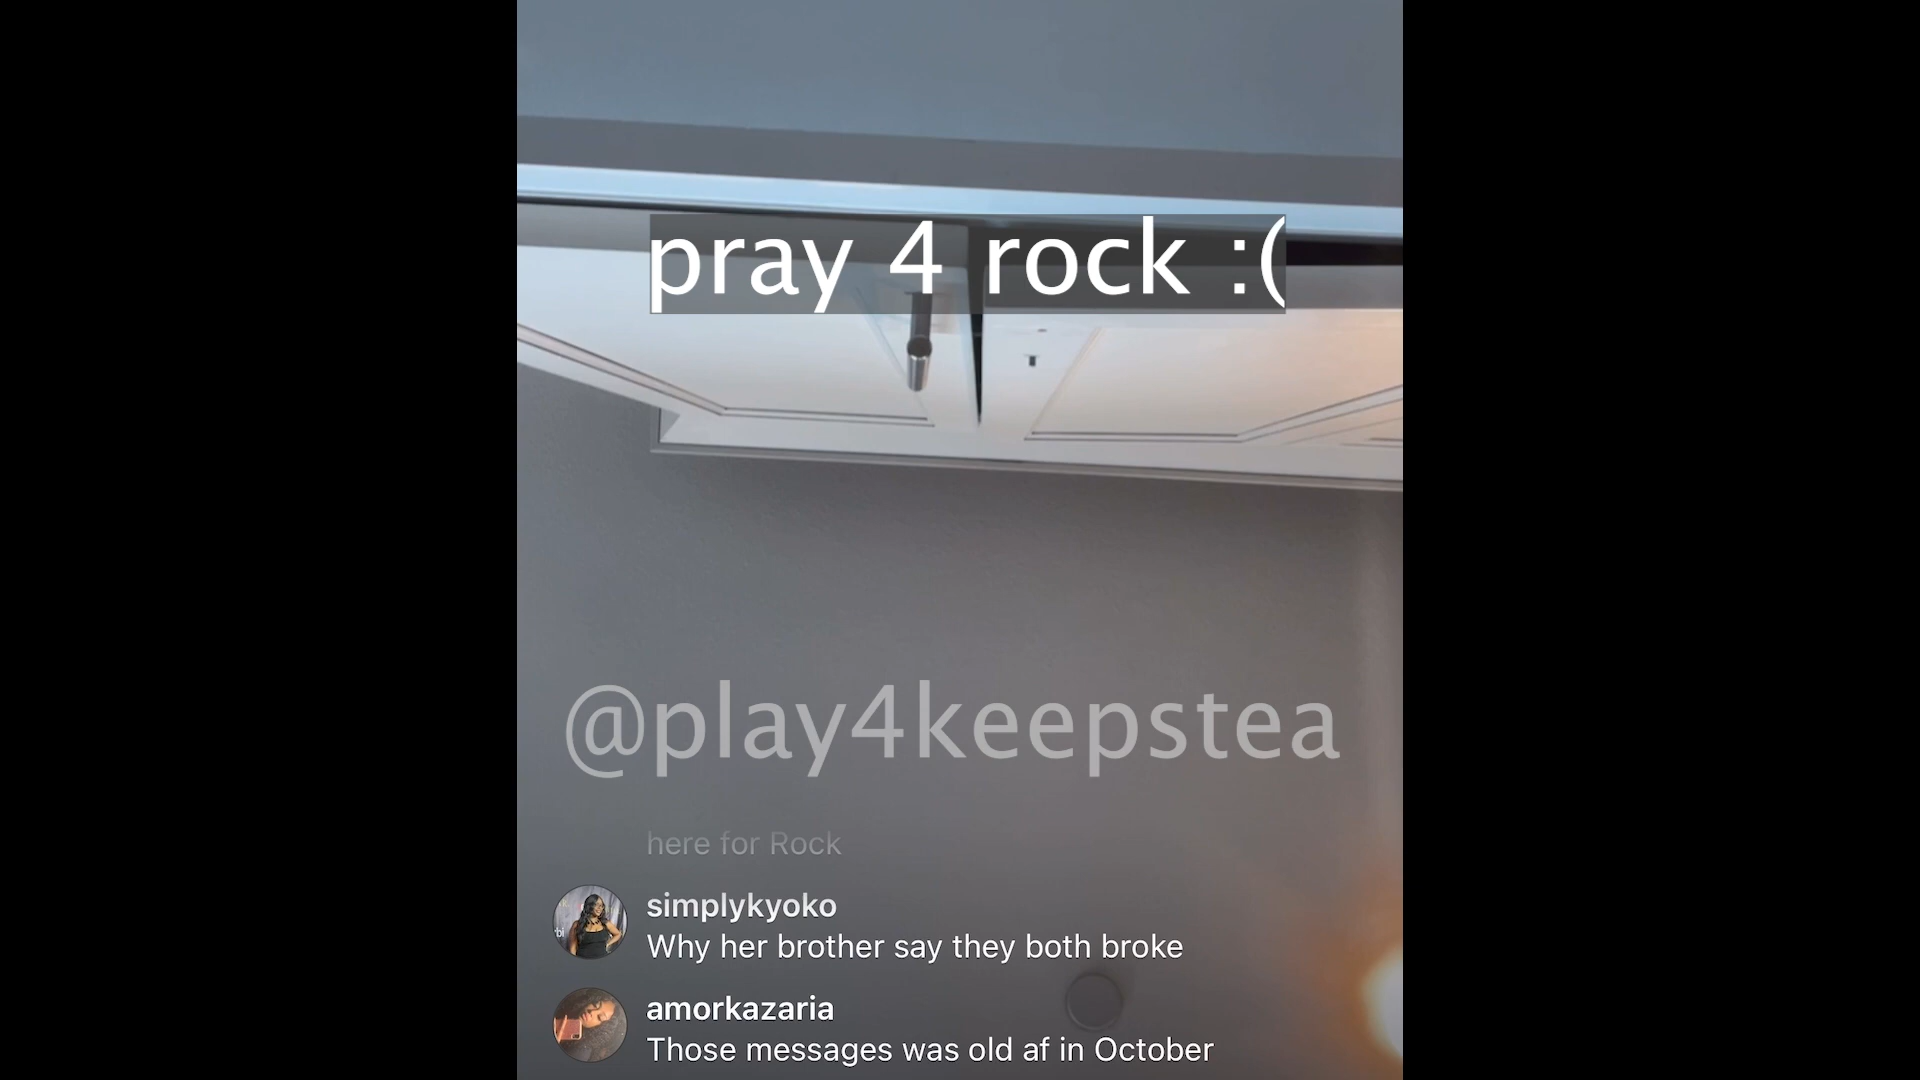 pray 4 rock :(
@play4keepstea
here for Rock
simplykyoko
Why her brother say they both broke
amorkazaria
Those messages was old af in October